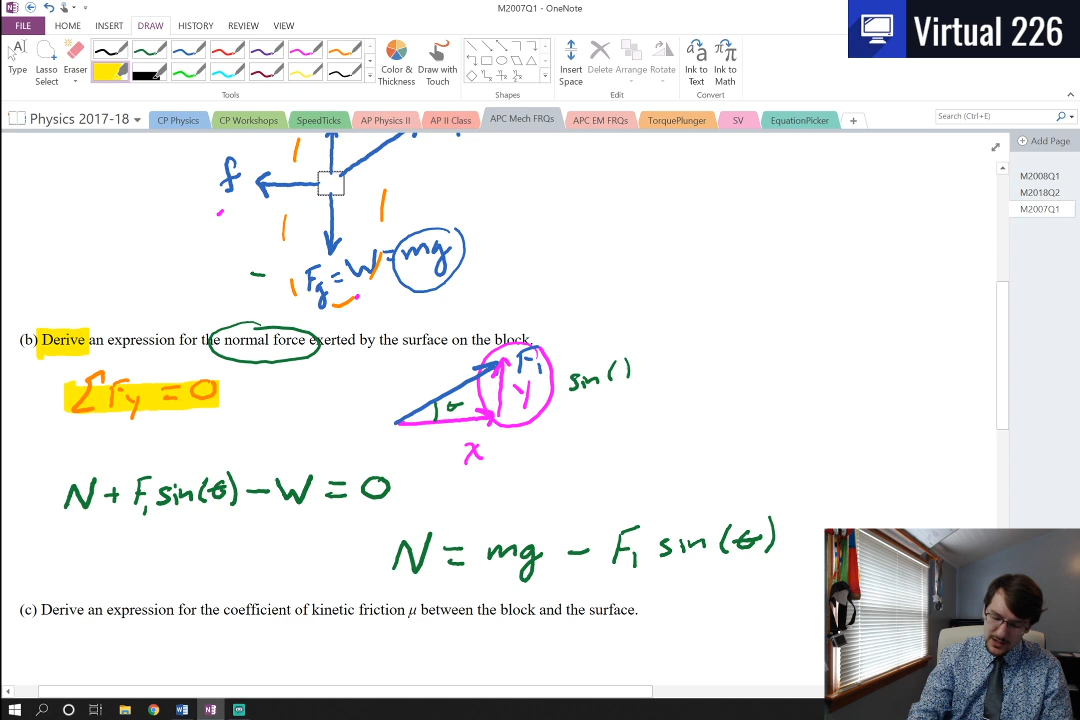 M2007Q1 - OneNote
Virtual 226
FILE HOME INSERT DRAW HISTORY REVIEW VIEW
Type Lasso Select Eraser Color & Thickness Draw with Touch Insert Space Delete Arrange Rotate Ink to Text Ink to Math
Tools Shapes Edit Convert
Physics 2017-18 CP Physics CP Workshops SpeedTicks AP Physics II AP II Class APC Mech FRQs APC EM FRQs TorquePlunger SV EquationPicker Search (Ctrl+E)
Add Page
M2008Q1
M2018Q2
M2007Q1
f
Fg = W = mg
(b) Derive an expression for the normal force exerted by the surface on the block.
F₁
ΣFy = 0
θ y sin()
x
N + F₁ sin(θ) - W = 0
N = mg - F₁ sin(θ)
(c) Derive an expression for the coefficient of kinetic friction μ between the block and the surface.